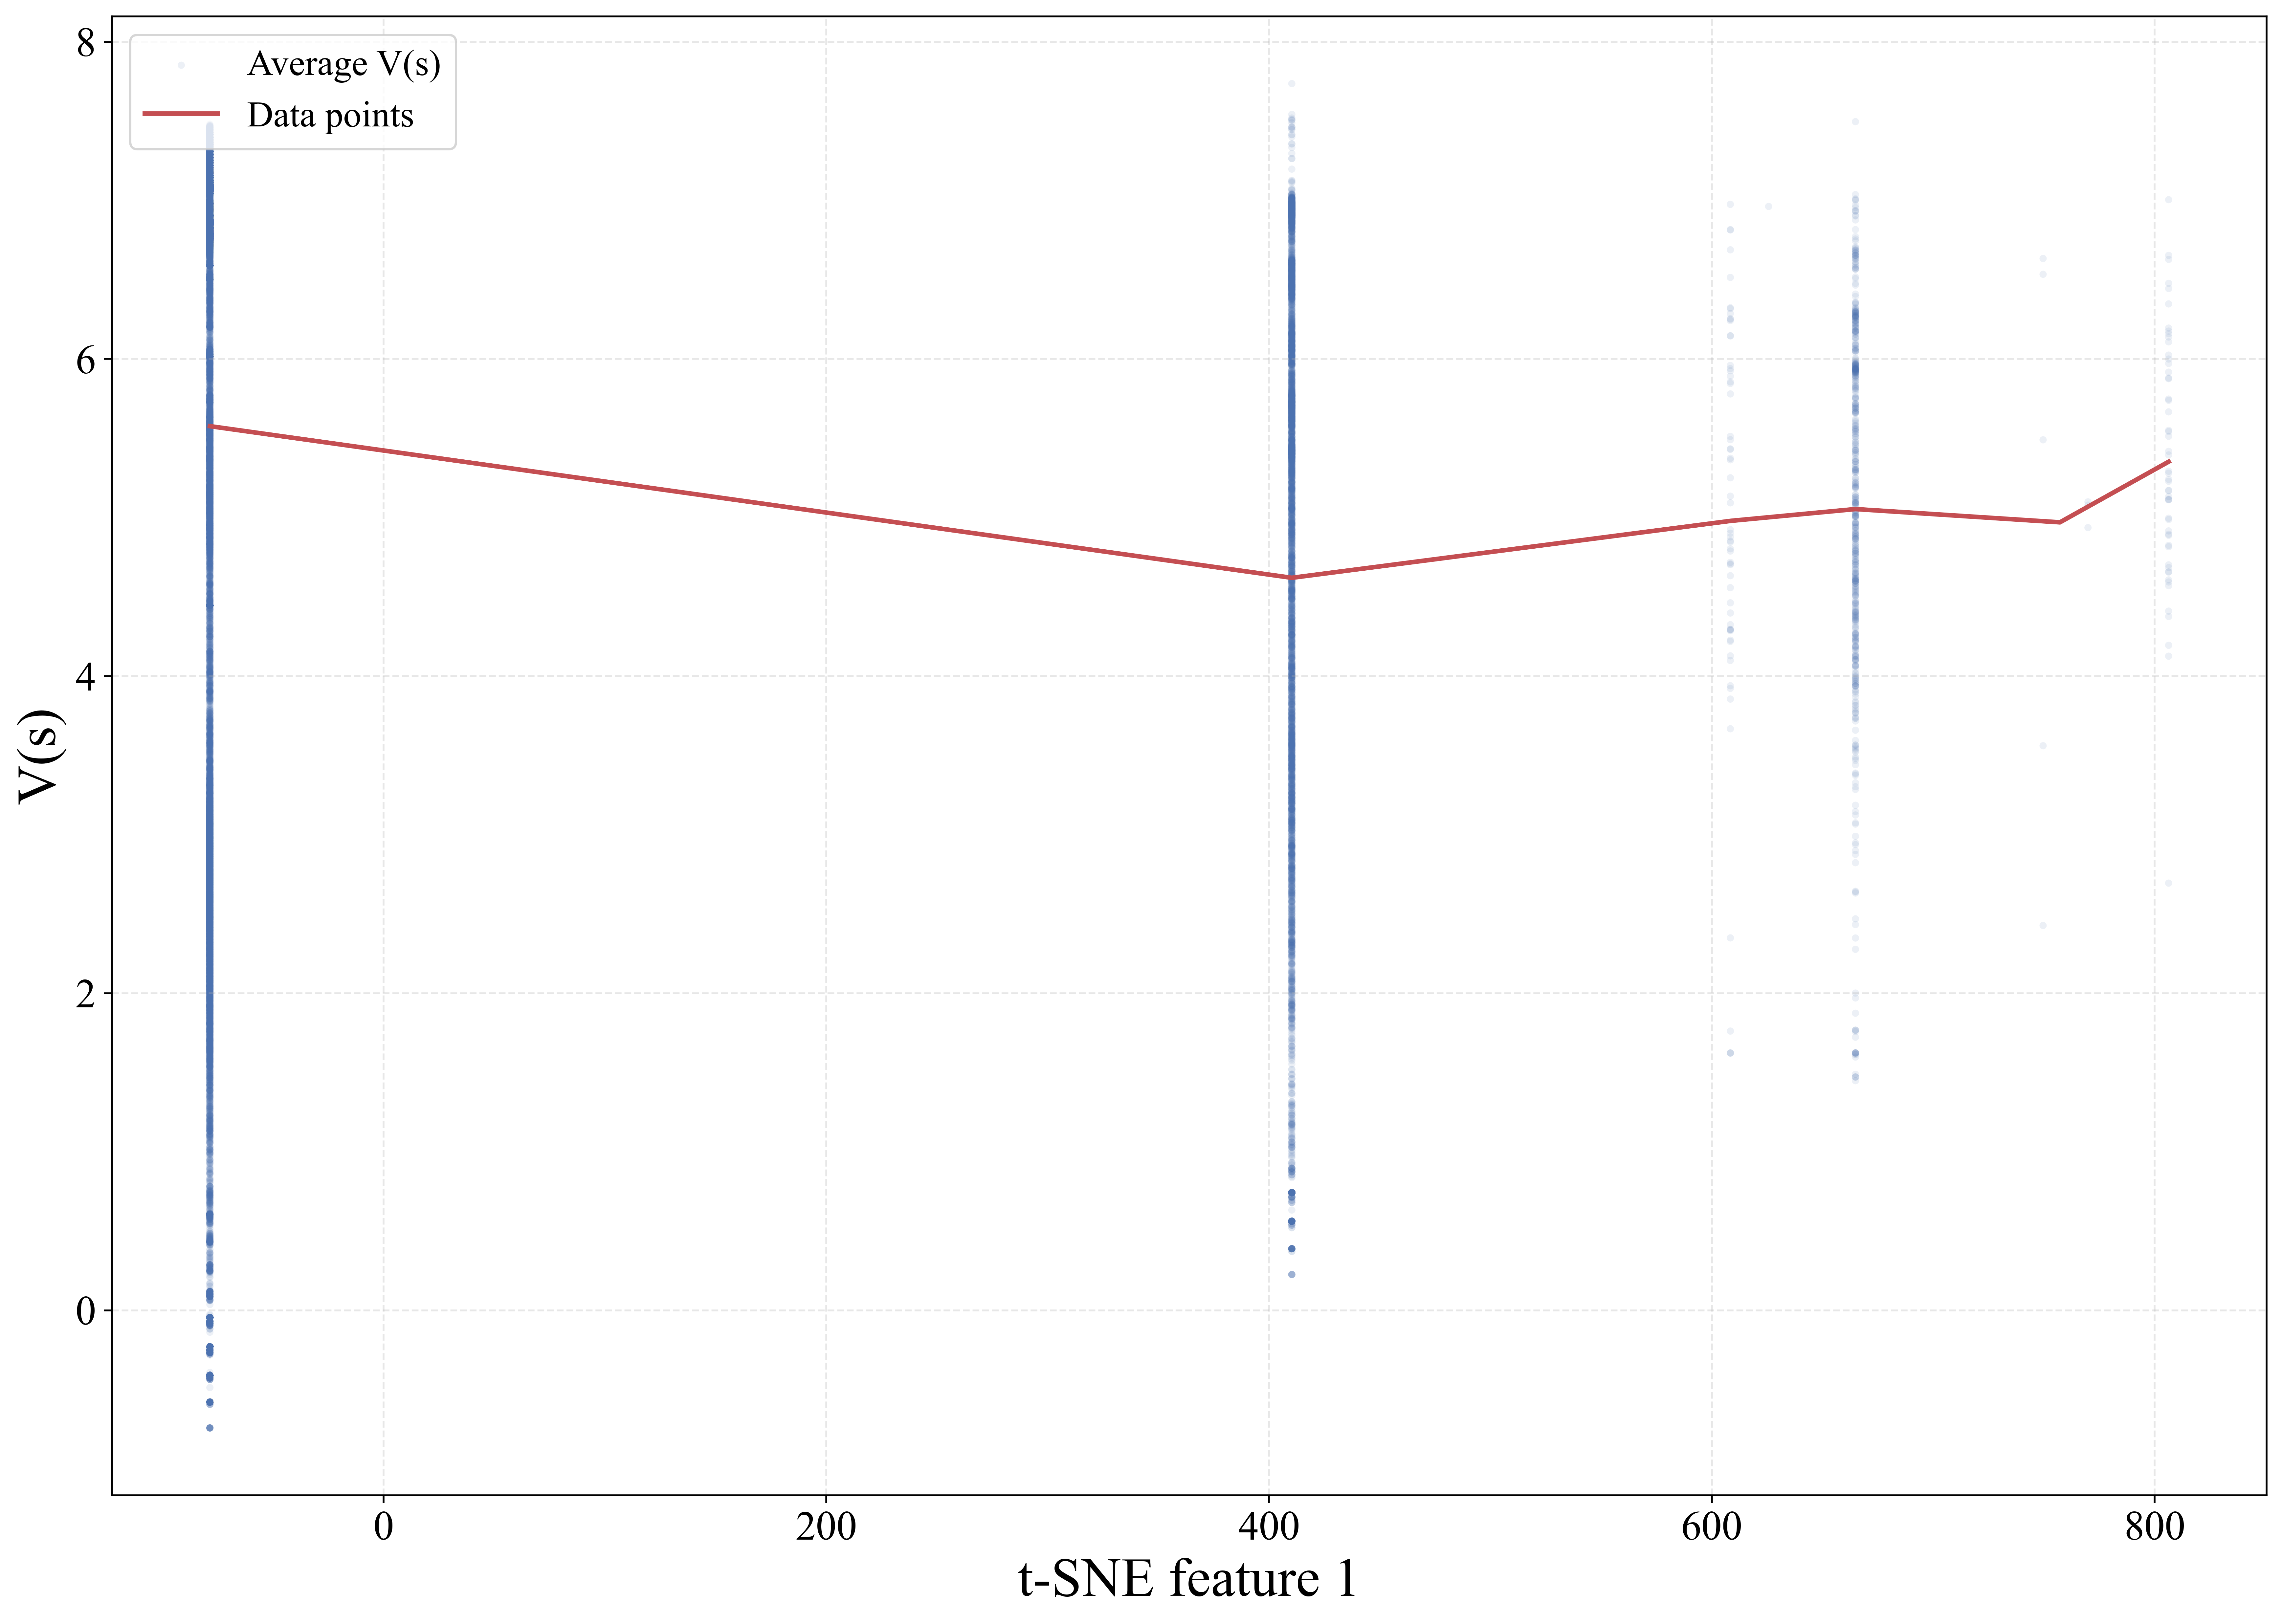 Average V(s)
Data points
8
6
4
2
0
V(s)
0 200 400 600 800
t-SNE feature 1